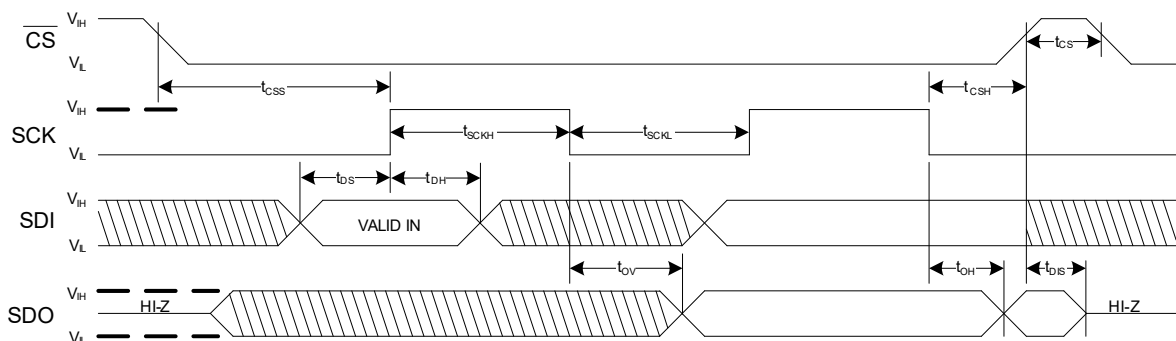 VIH
CS
VIL
tCS
tCSS
tCSH
VIH
SCK
tSCKH
tSCKL
VIL
tDS
tDH
VIH
SDI
VALID IN
VIL
tOV
tOH
tDIS
VIH
HI-Z
HI-Z
SDO
VIL